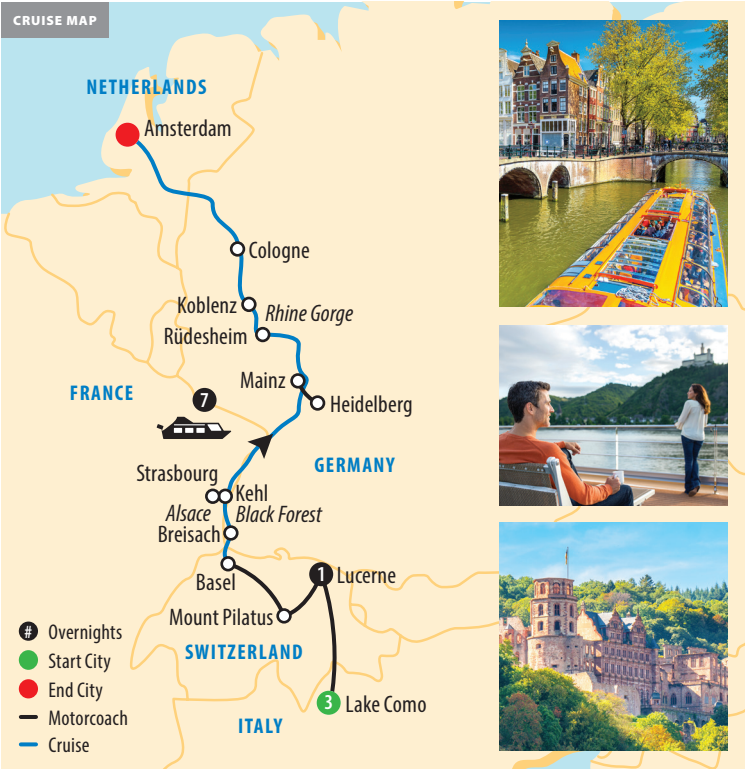 CRUISE MAP
NETHERLANDS
Amsterdam
Cologne
Koblenz
Rhine Gorge
Rüdesheim
Mainz
FRANCE
7
Heidelberg
GERMANY
Strasbourg
Kehl
Alsace
Black Forest
Breisach
Basel
1
Lucerne
Mount Pilatus
SWITZERLAND
3
Lake Como
ITALY
# Overnights
Start City
End City
Motorcoach
Cruise